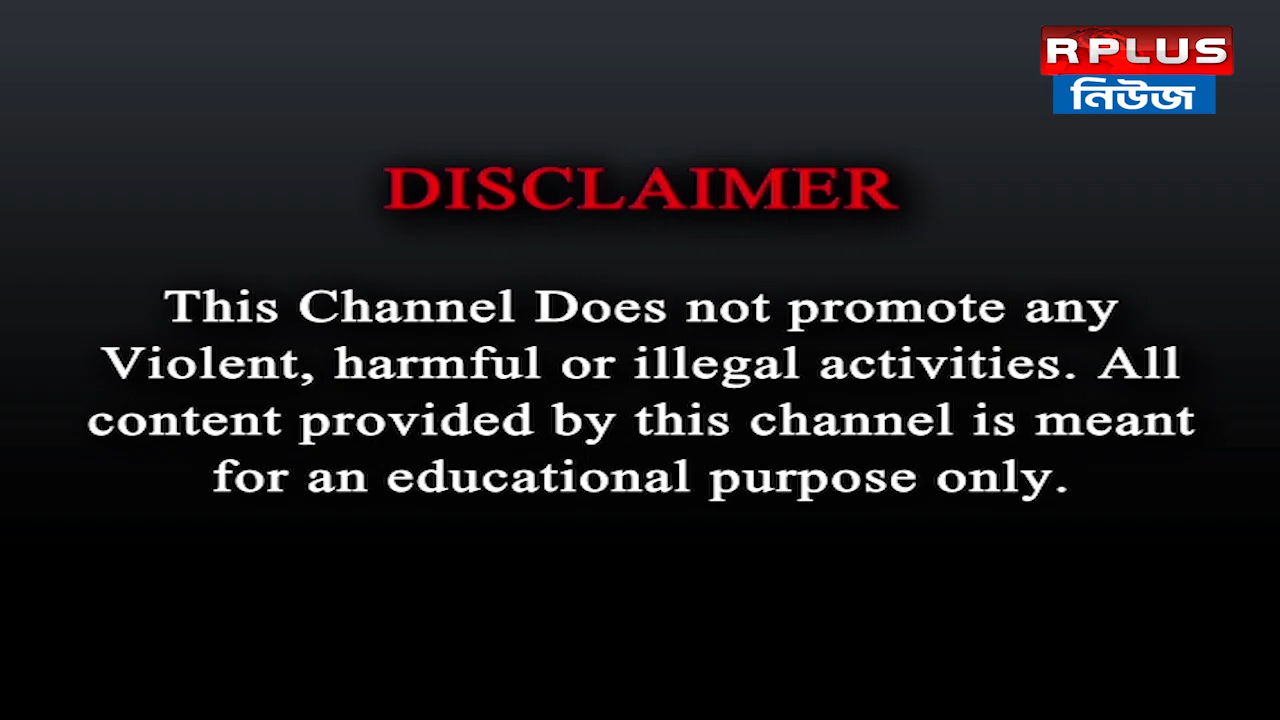 RPLUS
নিউজ
DISCLAIMER
This Channel Does not promote any
Violent, harmful or illegal activities. All
content provided by this channel is meant
for an educational purpose only.